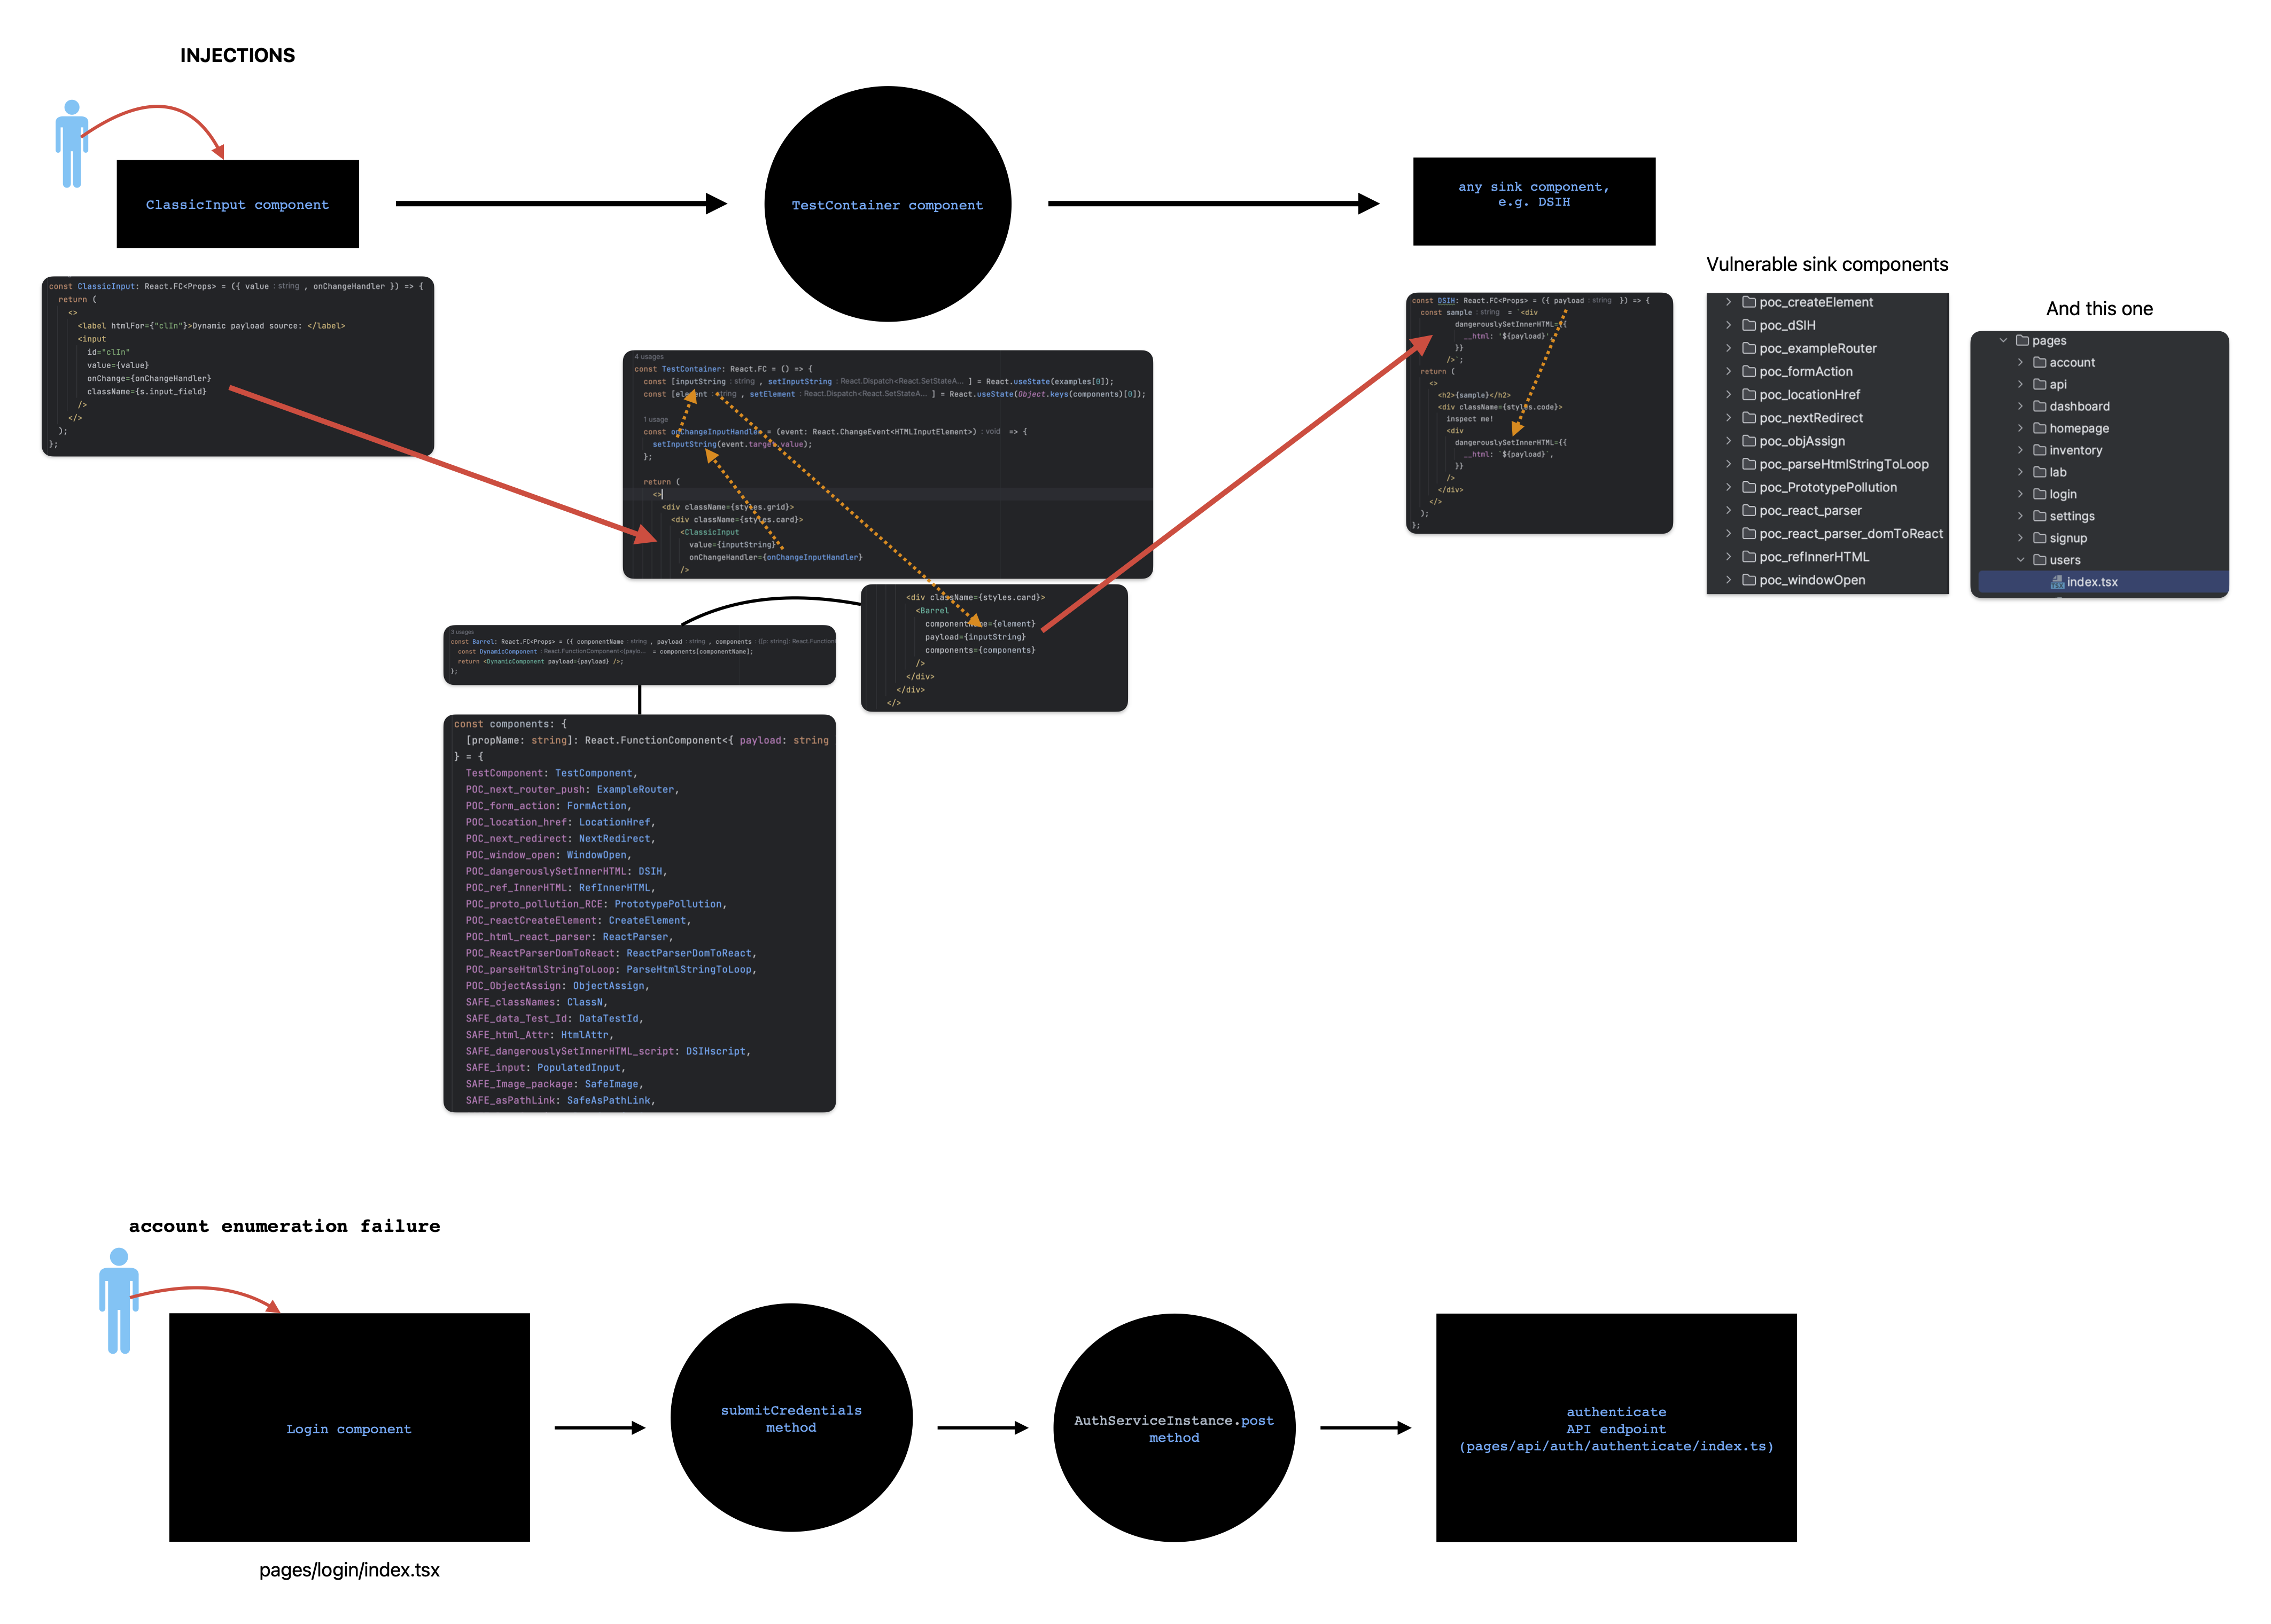 INJECTIONS
ClassicInput component
TestContainer component
any sink component,
e.g. DSIH
const ClassicInput: React.FC<Props> = ({ value : string , onChangeHandler }) => {
return (
<>
<label htmlFor={"clIn"}>Dynamic payload source: </label>
<input
id="clIn"
value={value}
onChange={onChangeHandler}
className={s.input_field}
/>
</>
);
};
4 usages
const TestContainer: React.FC = () => {
const [inputString : string , setInputString : React.Dispatch<React.SetStateA... ] = React.useState(examples[0]);
const [element : string , setElement : React.Dispatch<React.SetStateA... ] = React.useState(Object.keys(components)[0]);
1 usage
const onChangeInputHandler = (event: React.ChangeEvent<HTMLInputElement>) : void => {
setInputString(event.target.value);
};
return (
<>
<div className={styles.grid}>
<div className={styles.card}>
<ClassicInput
value={inputString}
onChangeHandler={onChangeInputHandler}
/>
<div className={styles.card}>
<Barrel
componentName={element}
payload={inputString}
components={components}
/>
</div>
</div>
</>
3 usages
const Barrel: React.FC<Props> = ({ componentName : string , payload : string , components : {[p: string]: React.Function
const DynamicComponent : React.FunctionComponent<{paylo... = components[componentName];
return <DynamicComponent payload={payload} />;
};
const components: {
[propName: string]: React.FunctionComponent<{ payload: string
} = {
TestComponent: TestComponent,
POC_next_router_push: ExampleRouter,
POC_form_action: FormAction,
POC_location_href: LocationHref,
POC_next_redirect: NextRedirect,
POC_window_open: WindowOpen,
POC_dangerouslySetInnerHTML: DSIH,
POC_ref_InnerHTML: RefInnerHTML,
POC_proto_pollution_RCE: PrototypePollution,
POC_reactCreateElement: CreateElement,
POC_html_react_parser: ReactParser,
POC_ReactParserDomToReact: ReactParserDomToReact,
POC_parseHtmlStringToLoop: ParseHtmlStringToLoop,
POC_ObjectAssign: ObjectAssign,
SAFE_classNames: ClassN,
SAFE_data_Test_Id: DataTestId,
SAFE_html_Attr: HtmlAttr,
SAFE_dangerouslySetInnerHTML_script: DSIHscript,
SAFE_input: PopulatedInput,
SAFE_Image_package: SafeImage,
SAFE_asPathLink: SafeAsPathLink,
const DSIH: React.FC<Props> = ({ payload : string }) => {
const sample : string = `<div
dangerouslySetInnerHTML={{
__html: '${payload}',
}}
/>`;
return (
<>
<h2>{sample}</h2>
<div className={styles.code}>
inspect me!
<div
dangerouslySetInnerHTML={{
__html: `${payload}`,
}}
/>
</div>
</>
);
};
Vulnerable sink components
poc_createElement
poc_dSIH
poc_exampleRouter
poc_formAction
poc_locationHref
poc_nextRedirect
poc_objAssign
poc_parseHtmlStringToLoop
poc_PrototypePollution
poc_react_parser
poc_react_parser_domToReact
poc_refInnerHTML
poc_windowOpen
And this one
pages
account
api
dashboard
homepage
inventory
lab
login
settings
signup
users
index.tsx
account enumeration failure
Login component
submitCredentials
method
AuthServiceInstance.post
method
authenticate
API endpoint
(pages/api/auth/authenticate/index.ts)
pages/login/index.tsx